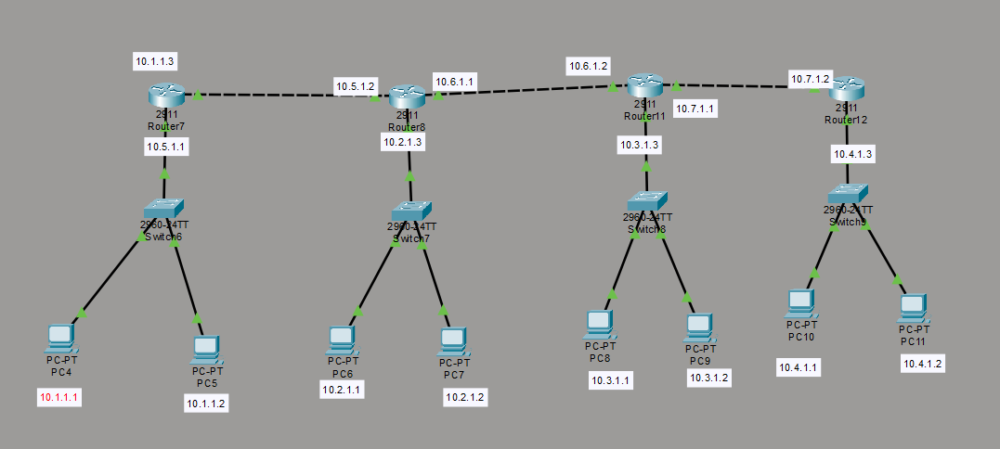 10.1.1.3
10.5.1.2
10.6.1.1
10.6.1.2
10.7.1.2
2911
Router7
2911
Router8
2911
Router11
10.7.1.1
2911
Router12
10.5.1.1
10.2.1.3
10.3.1.3
10.4.1.3
2960-24TT
Switch6
2960-24TT
Switch7
2960-24TT
Switch8
2960-24TT
Switch9
PC-PT
PC4
PC-PT
PC5
PC-PT
PC6
PC-PT
PC7
PC-PT
PC8
PC-PT
PC9
PC-PT
PC10
PC-PT
PC11
10.1.1.1
10.1.1.2
10.2.1.1
10.2.1.2
10.3.1.1
10.3.1.2
10.4.1.1
10.4.1.2